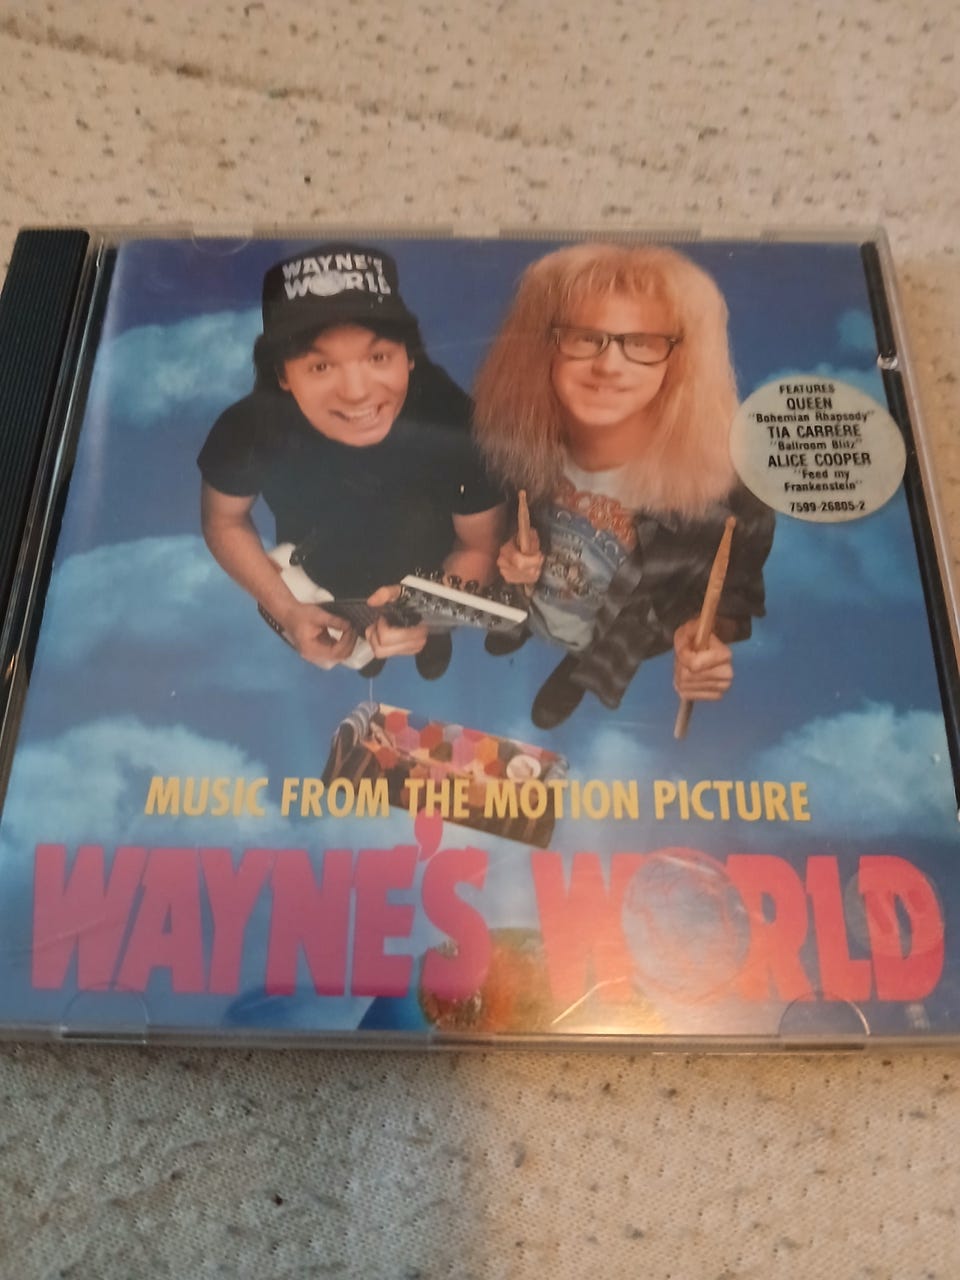 WAYNE'S
WORLD
FEATURES
QUEEN
"Bohemian Rhapsody"
TIA CARRERE
"Ballroom Blitz"
ALICE COOPER
"Feed my
Frankenstein"
7599-26805-2
MUSIC FROM THE MOTION PICTURE
WAYNE'S WORLD